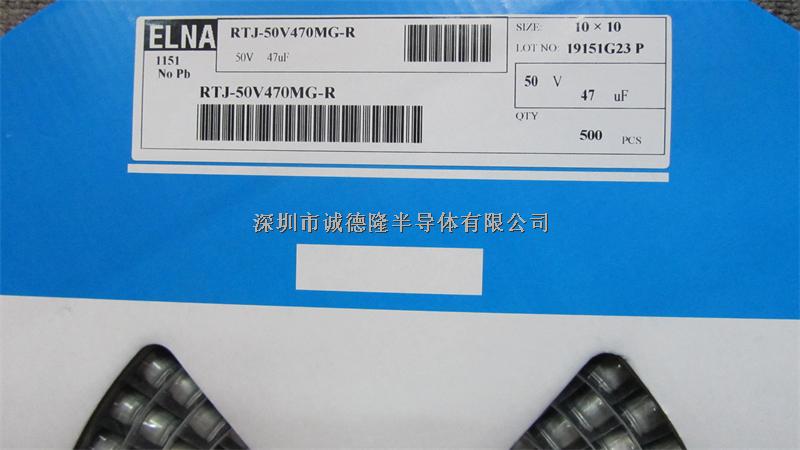 ELNA
1151
No Pb
RTJ-50V470MG-R
50V 47uF
SIZE: 10 × 10
LOT NO: 19151G23 P
RTJ-50V470MG-R
50 V
47 uF
QTY
500 PCS
深圳市诚德隆半导体有限公司